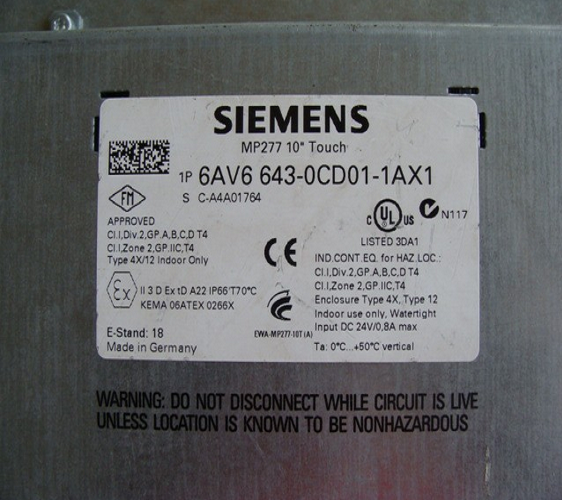 SIEMENS
MP277 10" Touch
1P 6AV6 643-0CD01-1AX1
S C-A4A01764
FM
APPROVED
Cl.I,Div.2,GP.A,B,C,D T4
Cl.I,Zone 2,GP.IIC,T4
Type 4X/12 Indoor Only
Ex II 3 D Ex tD A22 IP66 T70°C
KEMA 06ATEX 0266X
E-Stand: 18
Made in Germany
CE
EWA-MP277-10T (A)
C UL US N117
LISTED 3DA1
IND.CONT.EQ. for HAZ.LOC.:
Cl.I,Div.2,GP.A,B,C,D T4
Cl.I,Zone 2,GP.IIC,T4
Enclosure Type 4X, Type 12
Indoor use only, Watertight
Input DC 24V/0,8A max
Ta: 0°C...+50°C vertical
WARNING: DO NOT DISCONNECT WHILE CIRCUIT IS LIVE
UNLESS LOCATION IS KNOWN TO BE NONHAZARDOUS